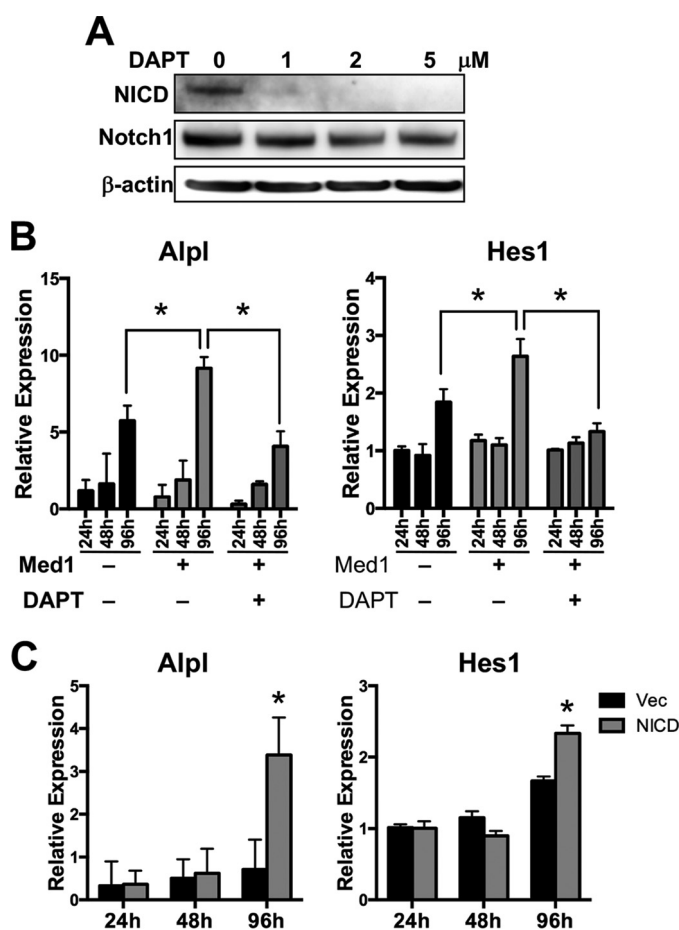 A
DAPT 0 1 2 5 μM
NICD
Notch1
β-actin
B
Alpl
Relative Expression
15
10
5
0
24h 48h 96h 24h 48h 96h 24h 48h 96h
* *
Med1 – + +
DAPT – – +
Hes1
Relative Expression
4
3
2
1
0
24h 48h 96h 24h 48h 96h 24h 48h 96h
* *
Med1 – + +
DAPT – – +
C
Alpl
Relative Expression
5
4
3
2
1
0
*
24h 48h 96h
Hes1
Relative Expression
3
2
1
0
*
24h 48h 96h
Vec
NICD